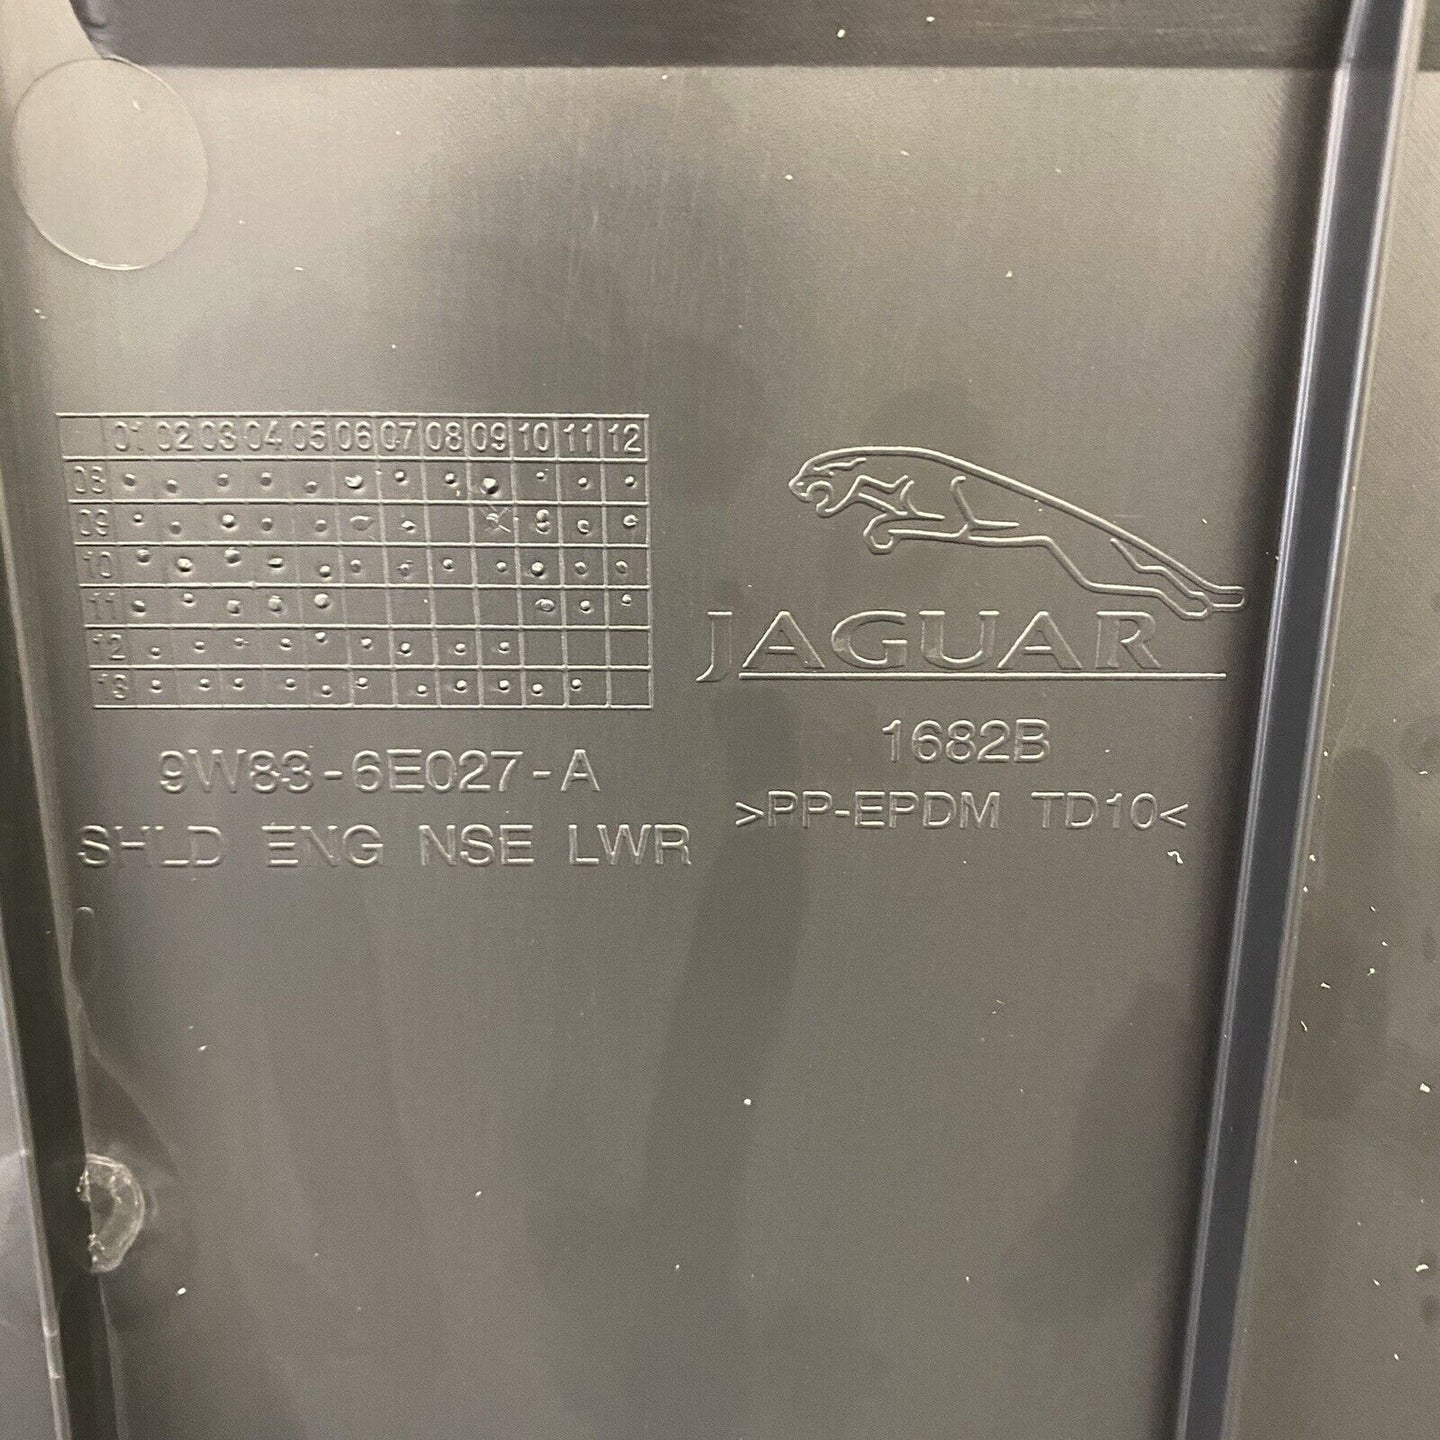 01 02 03 04 05 06 07 08 09 10 11 12
08
09
10
11
12
13
9W83-6E027-A
SHLD ENG NSE LWR
JAGUAR
1682B
>PP-EPDM TD10<